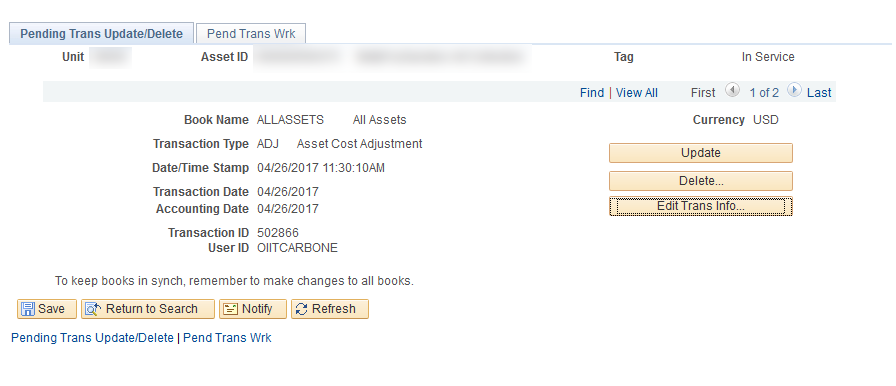 Pending Trans Update/Delete Pend Trans Wrk
Unit Asset ID Tag In Service
Find | View All First 1 of 2 Last
Book Name ALLASSETS All Assets Currency USD
Transaction Type ADJ Asset Cost Adjustment
Update
Date/Time Stamp 04/26/2017 11:30:10AM
Delete...
Transaction Date 04/26/2017
Edit Trans Info...
Accounting Date 04/26/2017
Transaction ID 502866
User ID OIITCARBONE
To keep books in synch, remember to make changes to all books.
Save Return to Search Notify Refresh
Pending Trans Update/Delete | Pend Trans Wrk